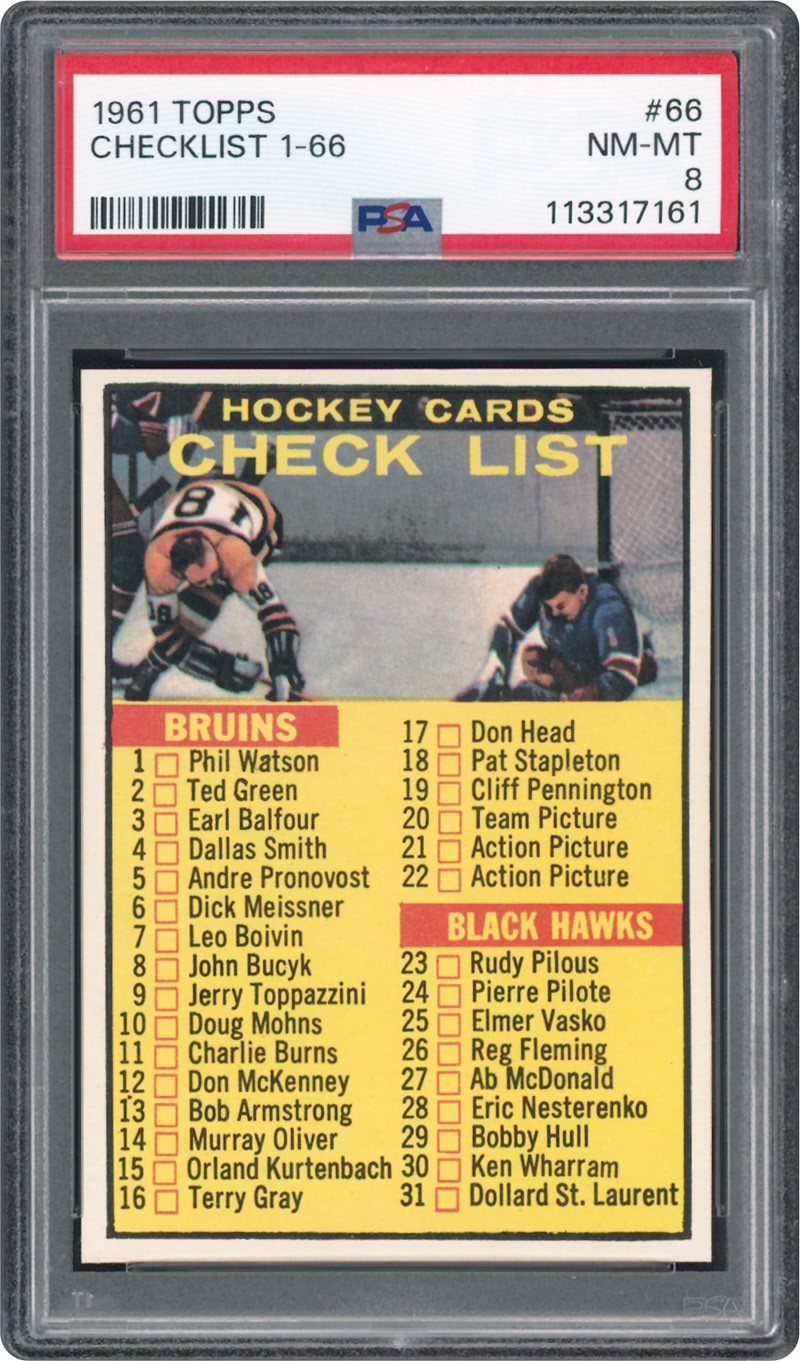 1961 TOPPS #66
CHECKLIST 1-66 NM-MT
8
PSA 113317161
HOCKEY CARDS
CHECK LIST
18
16 18
1
BRUINS
1 Phil Watson
2 Ted Green
3 Earl Balfour
4 Dallas Smith
5 Andre Pronovost
6 Dick Meissner
7 Leo Boivin
8 John Bucyk
9 Jerry Toppazzini
10 Doug Mohns
11 Charlie Burns
12 Don McKenney
13 Bob Armstrong
14 Murray Oliver
15 Orland Kurtenbach
16 Terry Gray
17 Don Head
18 Pat Stapleton
19 Cliff Pennington
20 Team Picture
21 Action Picture
22 Action Picture
BLACK HAWKS
23 Rudy Pilous
24 Pierre Pilote
25 Elmer Vasko
26 Reg Fleming
27 Ab McDonald
28 Eric Nesterenko
29 Bobby Hull
30 Ken Wharram
31 Dollard St. Laurent
PSA